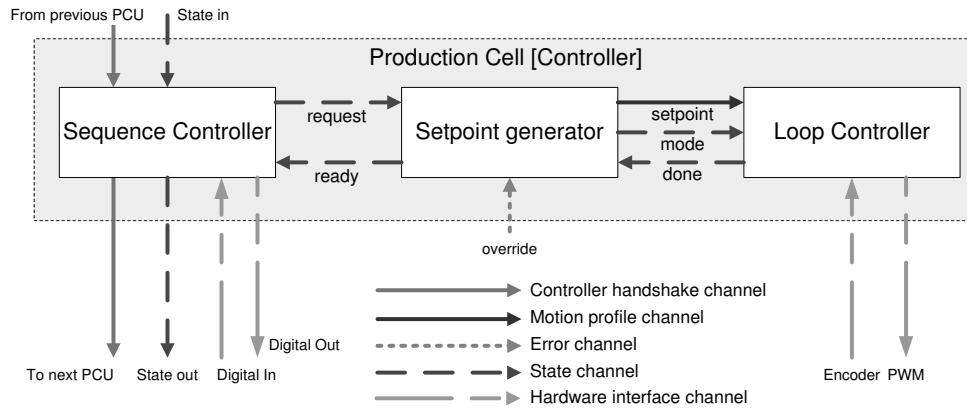 From previous PCU
State in
Production Cell [Controller]
Sequence Controller
request
ready
Setpoint generator
setpoint
mode
done
Loop Controller
override
Controller handshake channel
Motion profile channel
Error channel
State channel
Hardware interface channel
Digital Out
To next PCU
State out
Digital In
Encoder
PWM